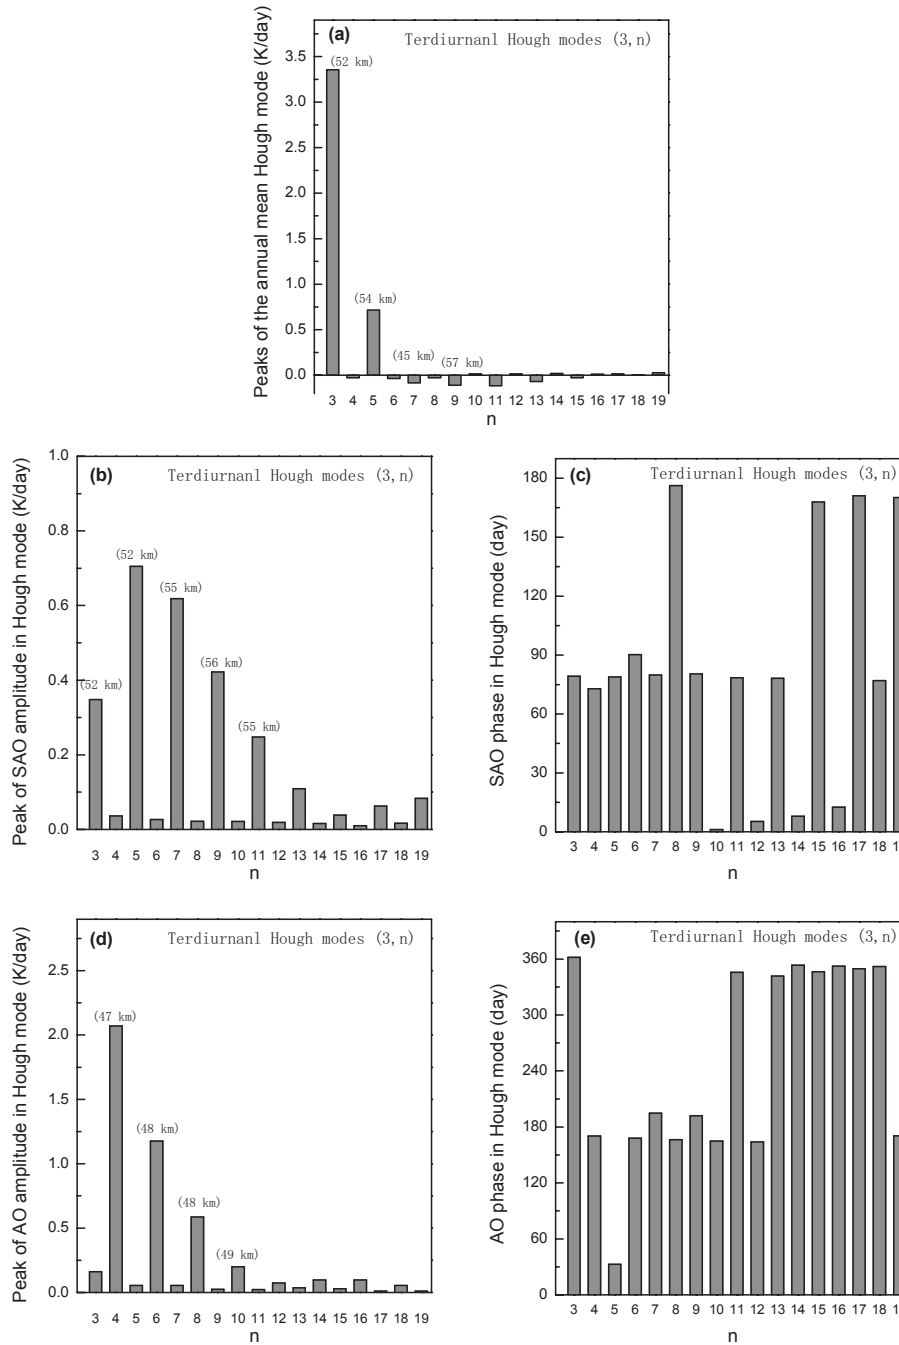 (a)
Terdiurnanl Hough modes (3,n)
Peaks of the annual mean Hough mode (K/day)
3.5
3.0
2.5
2.0
1.5
1.0
0.5
0.0
(52 km)
(54 km)
(45 km)
(57 km)
3 4 5 6 7 8 9 10 11 12 13 14 15 16 17 18 19
n
(b)
Terdiurnanl Hough modes (3,n)
Peak of SAO amplitude in Hough mode (K/day)
1.0
0.8
0.6
0.4
0.2
0.0
(52 km)
(52 km)
(55 km)
(56 km)
(55 km)
3 4 5 6 7 8 9 10 11 12 13 14 15 16 17 18 19
n
(c)
Terdiurnanl Hough modes (3,n)
SAO phase in Hough mode (day)
180
150
120
90
60
30
0
3 4 5 6 7 8 9 10 11 12 13 14 15 16 17 18 1
n
(d)
Terdiurnanl Hough modes (3,n)
Peak of AO amplitude in Hough mode (K/day)
2.5
2.0
1.5
1.0
0.5
0.0
(47 km)
(48 km)
(48 km)
(49 km)
3 4 5 6 7 8 9 10 11 12 13 14 15 16 17 18 19
n
(e)
Terdiurnanl Hough modes (3,n)
AO phase in Hough mode (day)
360
300
240
180
120
60
0
3 4 5 6 7 8 9 10 11 12 13 14 15 16 17 18 1
n